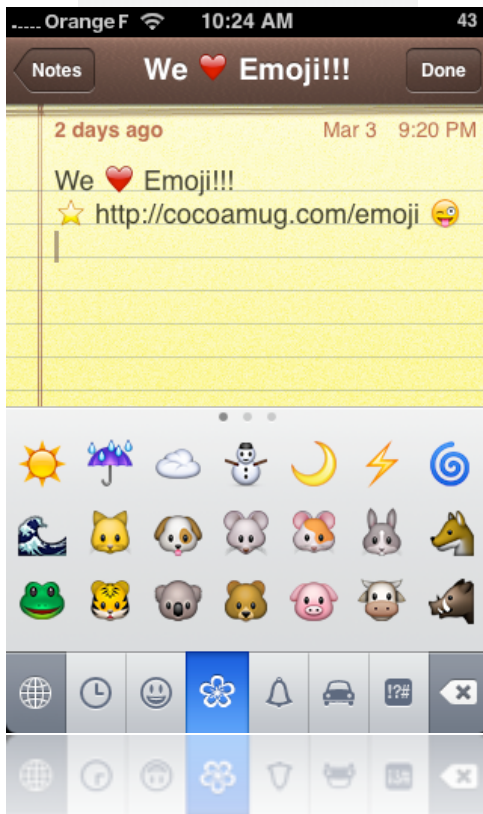 Orange F 10:24 AM 43
Notes We ❤️ Emoji!!! Done
2 days ago Mar 3 9:20 PM
We ❤️ Emoji!!!
⭐ http://cocoamug.com/emoji 😜
!?#